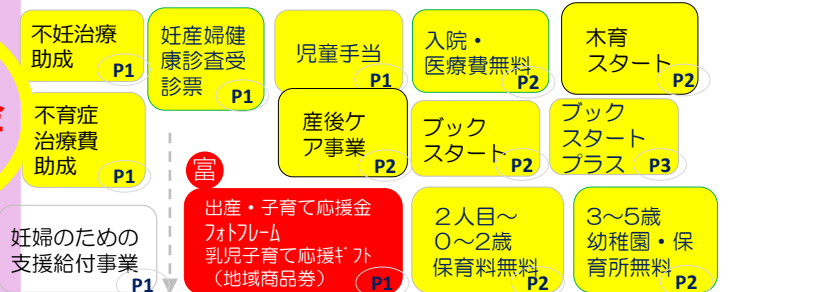 不妊治療
助成
P1
妊産婦健
康診査受
診票
P1
児童手当
P1
入院・
医療費無料
P2
木育
スタート
P2
不育症
治療費
助成
P1
産後ケ
ア事業
P2
ブック
スタート
P2
ブック
スタート
プラス
P3
富
妊婦のための
支援給付事業
P1
出産・子育て応援金
フォトフレーム
乳児子育て応援ギフト
（地域商品券）
P1
２人目～
０～２歳
保育料無料
P2
３～５歳
幼稚園・保
育所無料
P2